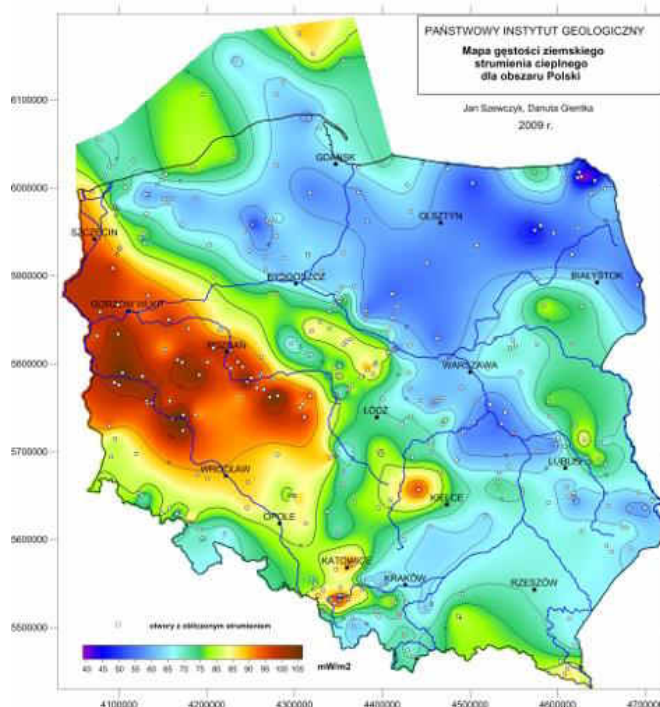 PAŃSTWOWY INSTYTUT GEOLOGICZNY
Mapa gęstości ziemskiego
strumienia cieplnego
dla obszaru Polski
Jan Szewczyk, Danuta Gientka
2009 r.
6100000
GDAŃSK
6000000
OLSZTYN
SZCZECIN
5900000
BYDGOSZCZ
BIAŁYSTOK
GORZÓW WLKP.
5800000
POZNAŃ
WARSZAWA
ŁÓDŹ
5700000
WROCŁAW
LUBLIN
KIELCE
OPOLE
5600000
KATOWICE
KRAKÓW
RZESZÓW
5500000
otwory z obliczonym strumieniem
40 45 50 55 60 65 70 75 80 85 90 95 100 105
mW/m2
4100000 4200000 4300000 4400000 4500000 4600000 4700000